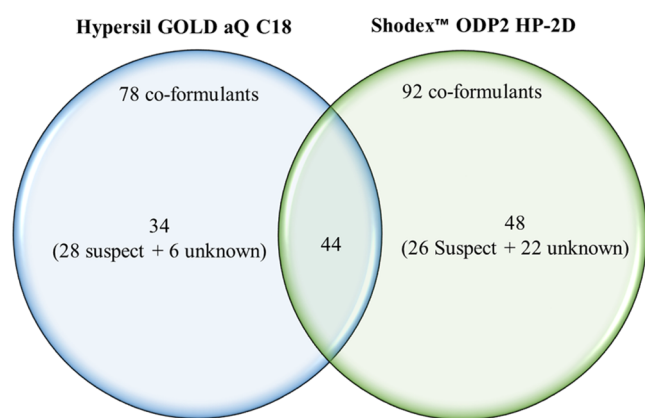 Hypersil GOLD aQ C18
Shodex™ ODP2 HP-2D
78 co-formulants
92 co-formulants
34
(28 suspect + 6 unknown)
44
48
(26 Suspect + 22 unknown)